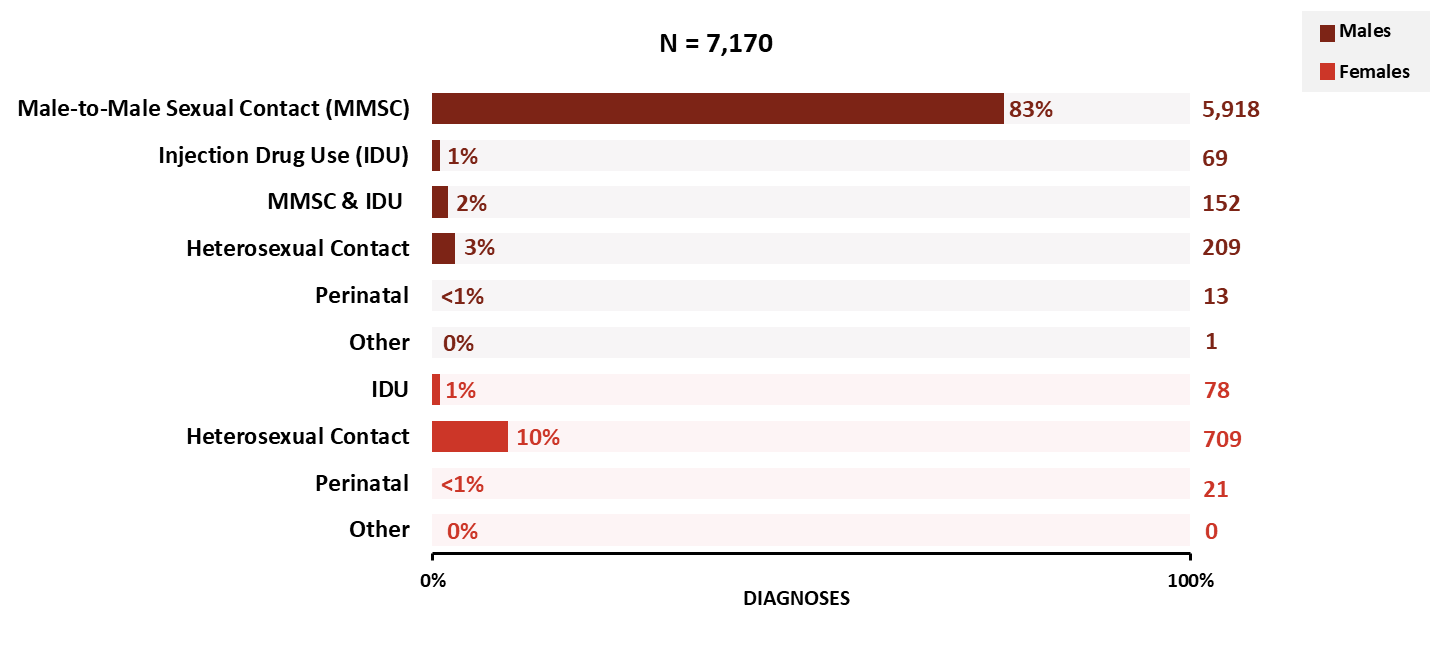 N = 7,170
Males
Females
Male-to-Male Sexual Contact (MMSC) 83% 5,918
Injection Drug Use (IDU) 1% 69
MMSC & IDU 2% 152
Heterosexual Contact 3% 209
Perinatal <1% 13
Other 0% 1
IDU 1% 78
Heterosexual Contact 10% 709
Perinatal <1% 21
Other 0% 0
0% 100%
DIAGNOSES